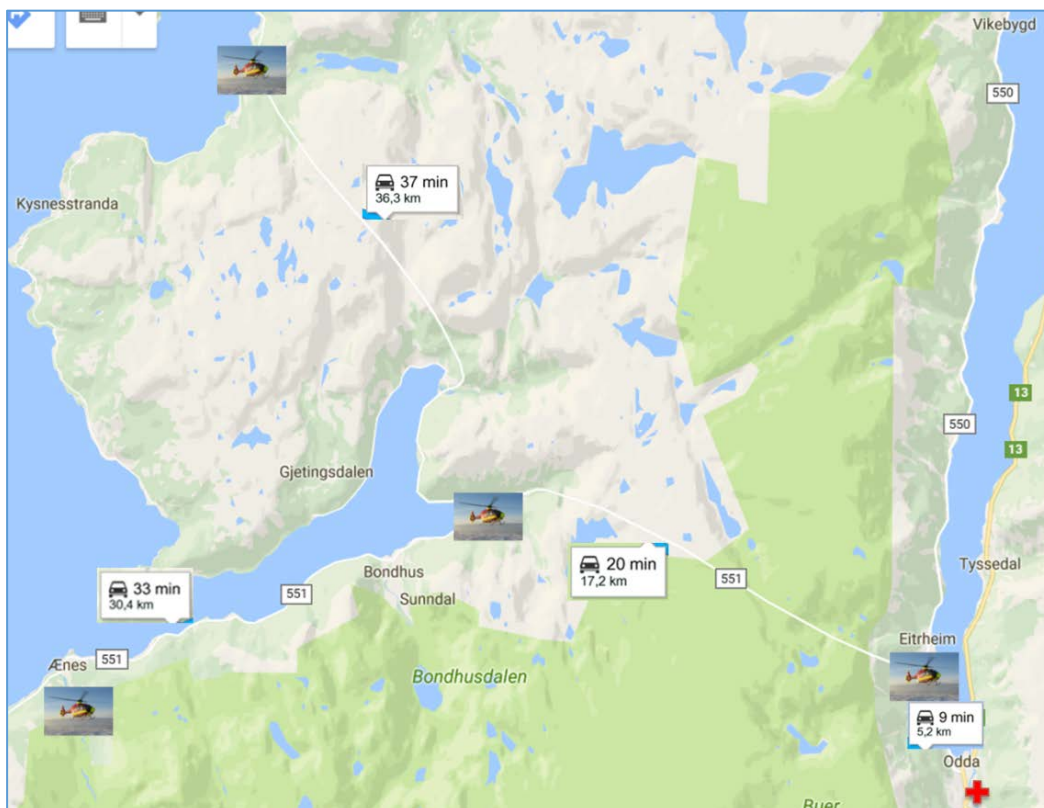 Vikebygd
550
37 min
36,3 km
Kysnesstranda
13
550
13
Gjetingsdalen
20 min
17,2 km
Tyssedal
Bondhus
551
33 min
30,4 km
551
Sunndal
Eitrheim
Ænes
551
Bondhusdalen
9 min
5,2 km
Odda
Buer